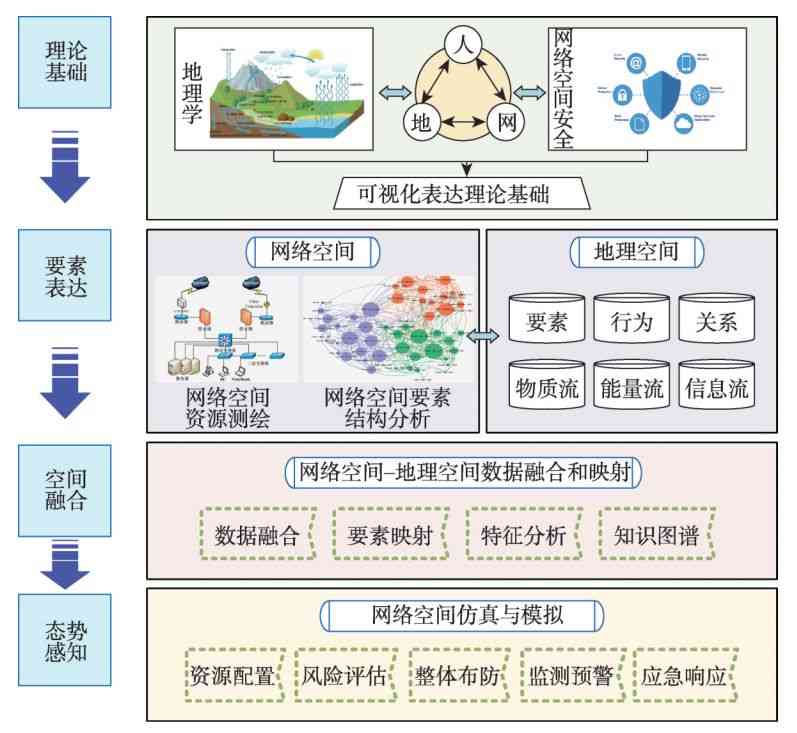 理论
基础
地理学
人
地
网
网络空间安全
可视化表达理论基础
要素
表达
网络空间
网络空间
资源测绘
网络空间要素
结构分析
地理空间
要素
行为
关系
物质流
能量流
信息流
空间
融合
网络空间–地理空间数据融合和映射
数据融合
要素映射
特征分析
知识图谱
态势
感知
网络空间仿真与模拟
资源配置
风险评估
整体布防
监测预警
应急响应